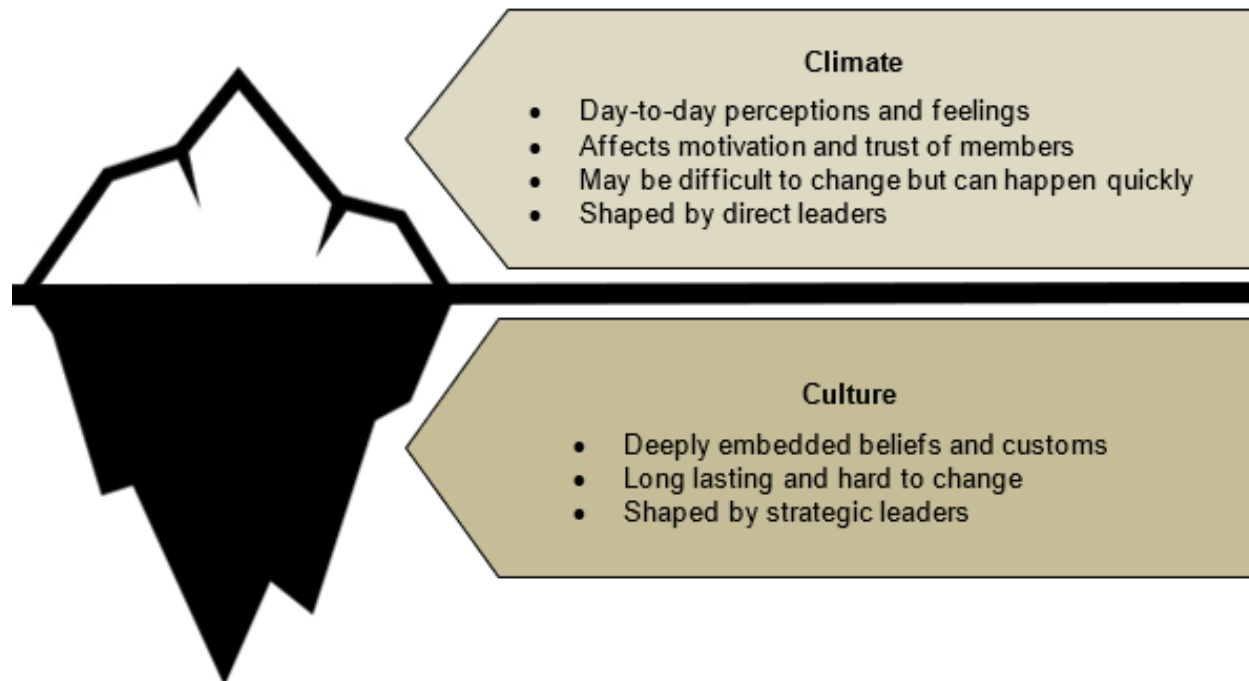 Climate
• Day-to-day perceptions and feelings
• Affects motivation and trust of members
• May be difficult to change but can happen quickly
• Shaped by direct leaders
Culture
• Deeply embedded beliefs and customs
• Long lasting and hard to change
• Shaped by strategic leaders